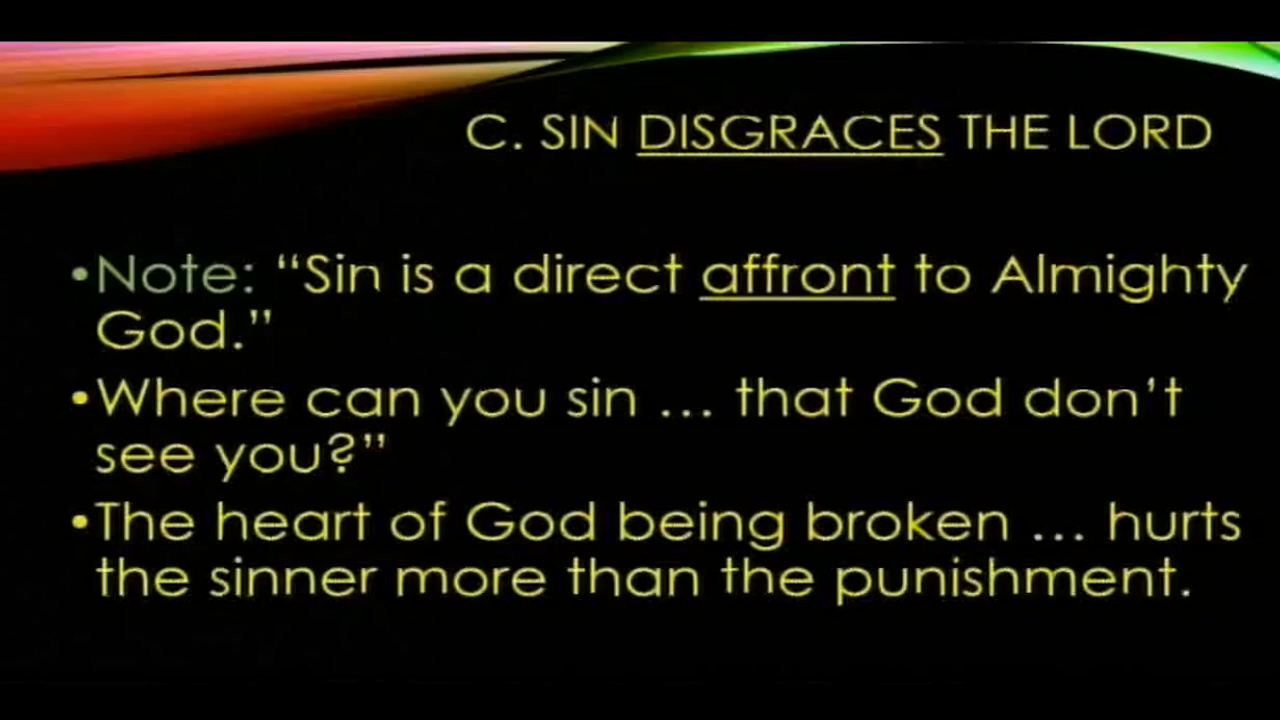 C. SIN DISGRACES THE LORD
•Note: “Sin is a direct affront to Almighty
God.”
•Where can you sin … that God don’t
see you?”
•The heart of God being broken … hurts
the sinner more than the punishment.